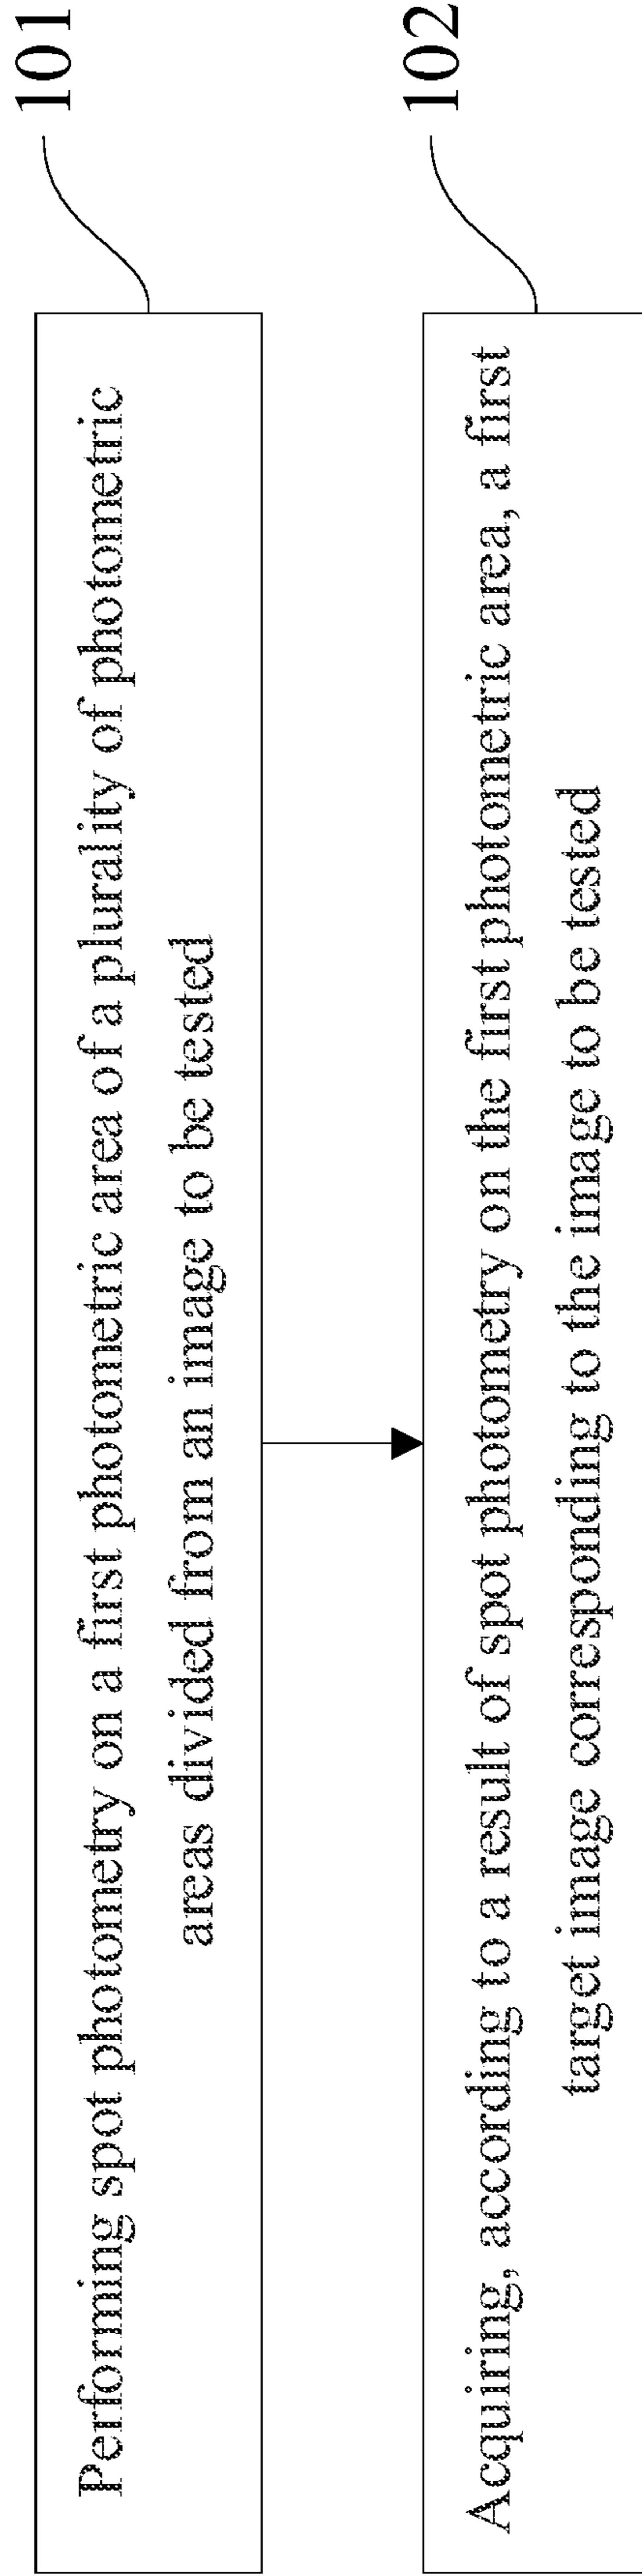 101
Performing spot photometry on a first photometric area of a plurality of photometric
areas divided from an image to be tested
102
Acquiring, according to a result of spot photometry on the first photometric area, a first
target image corresponding to the image to be tested